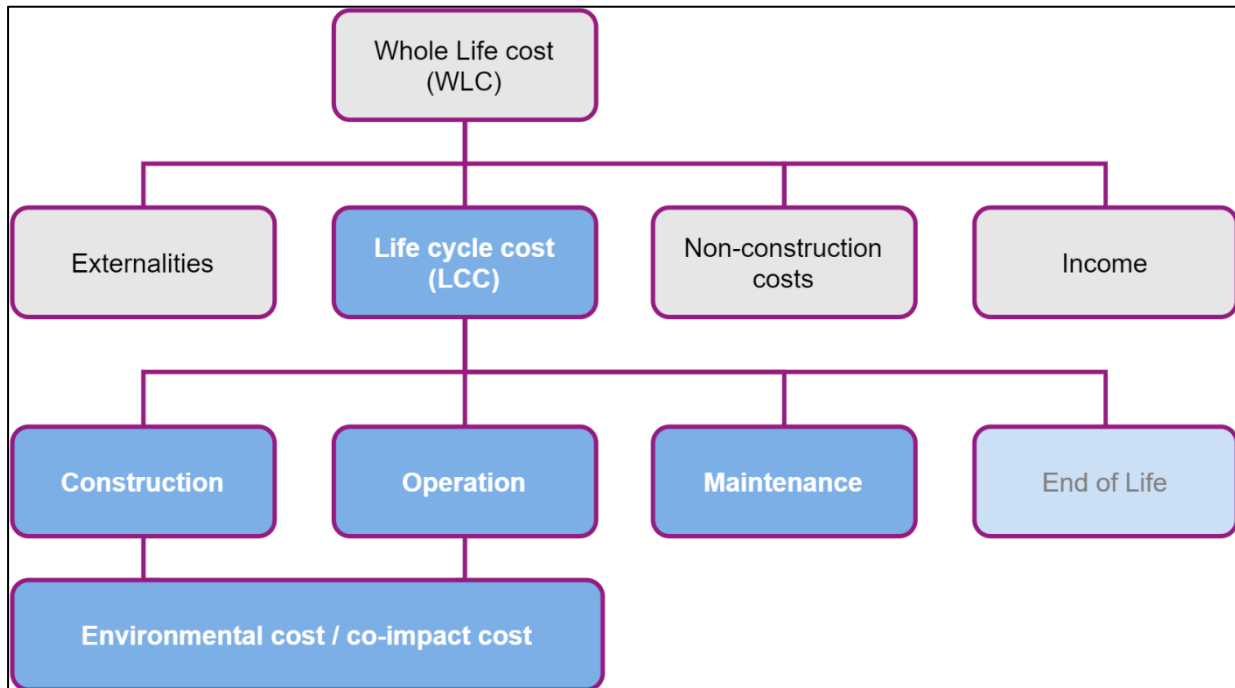 Whole Life cost
(WLC)
Externalities
Life cycle cost
(LCC)
Non-construction
costs
Income
Construction
Operation
Maintenance
End of Life
Environmental cost / co-impact cost